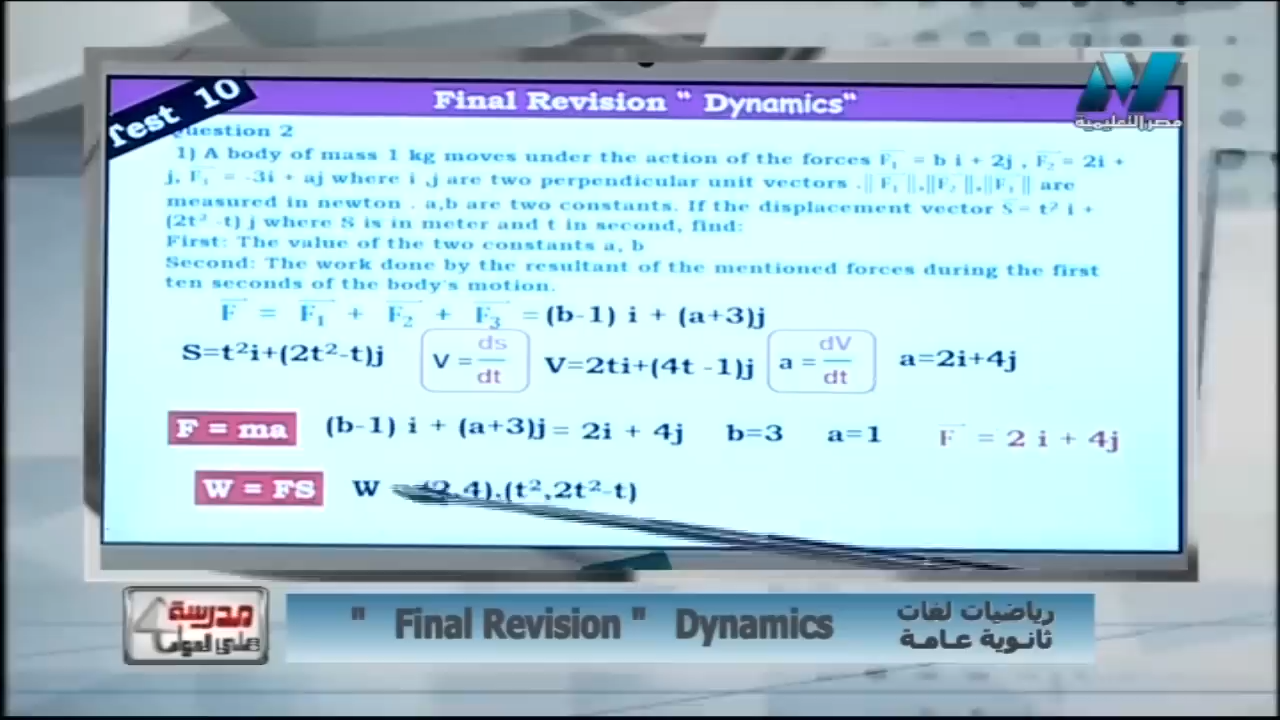 Test 10
Final Revision " Dynamics"
مصر التعليمية
Question 2
1) A body of mass 1 kg moves under the action of the forces F₁ = b i + 2j , F₂ = 2i +
j, F₁ = -3i + aj where i ,j are two perpendicular unit vectors .‖ F₁ ‖,‖F₂ ‖,‖F₁ ‖ are
measured in newton . a,b are two constants. If the displacement vector S = t² i +
(2t² -t) j where S is in meter and t in second, find:
First: The value of the two constants a, b
Second: The work done by the resultant of the mentioned forces during the first
ten seconds of the body's motion.
F = F₁ + F₂ + F₃ = (b-1) i + (a+3)j
S=t²i+(2t²-t)j V = ds/dt V=2ti+(4t -1)j a = dV/dt a=2i+4j
F = ma (b-1) i + (a+3)j = 2i + 4j b=3 a=1 F = 2 i + 4j
W = FS W = (2,4).(t²,2t²-t)
مدرسة
على الهواء
4
" Final Revision " Dynamics
رياضيات لغات
ثانوية عامة